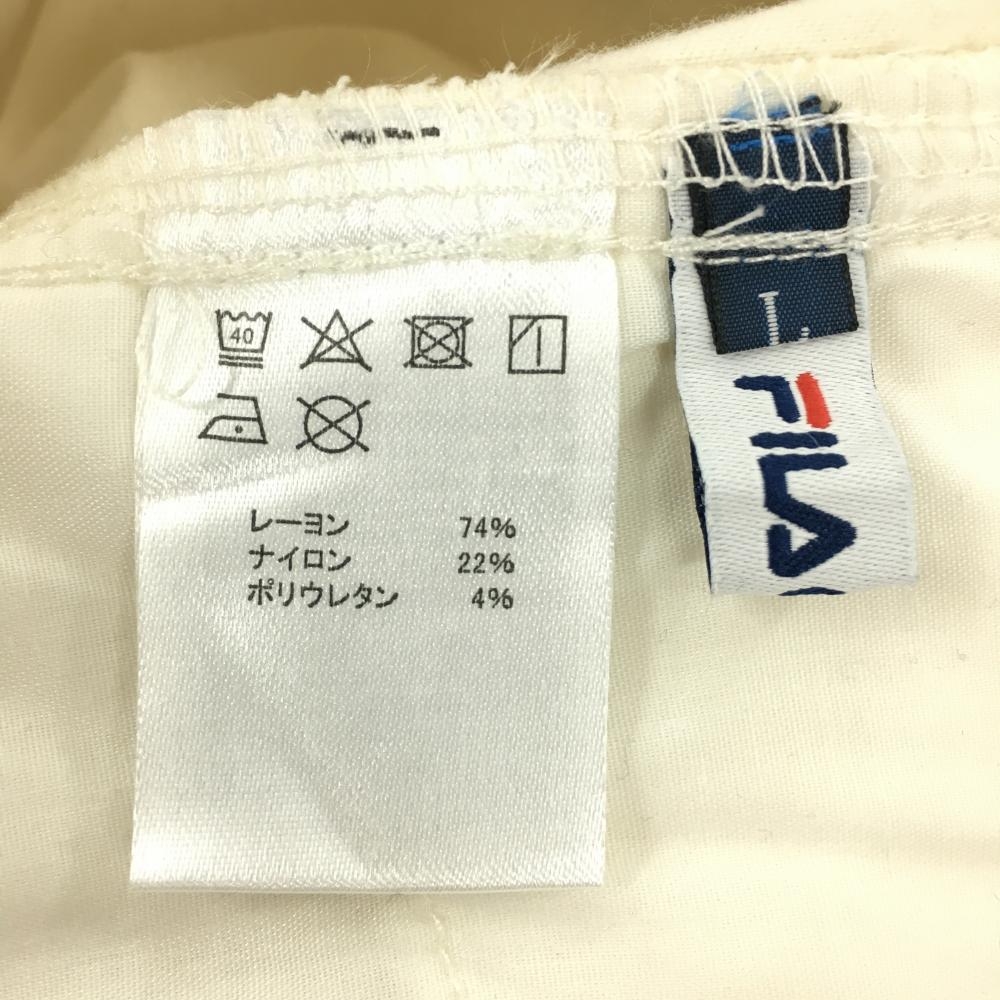 40
レーヨン 74%
ナイロン 22%
ポリウレタン 4%
L
FILA